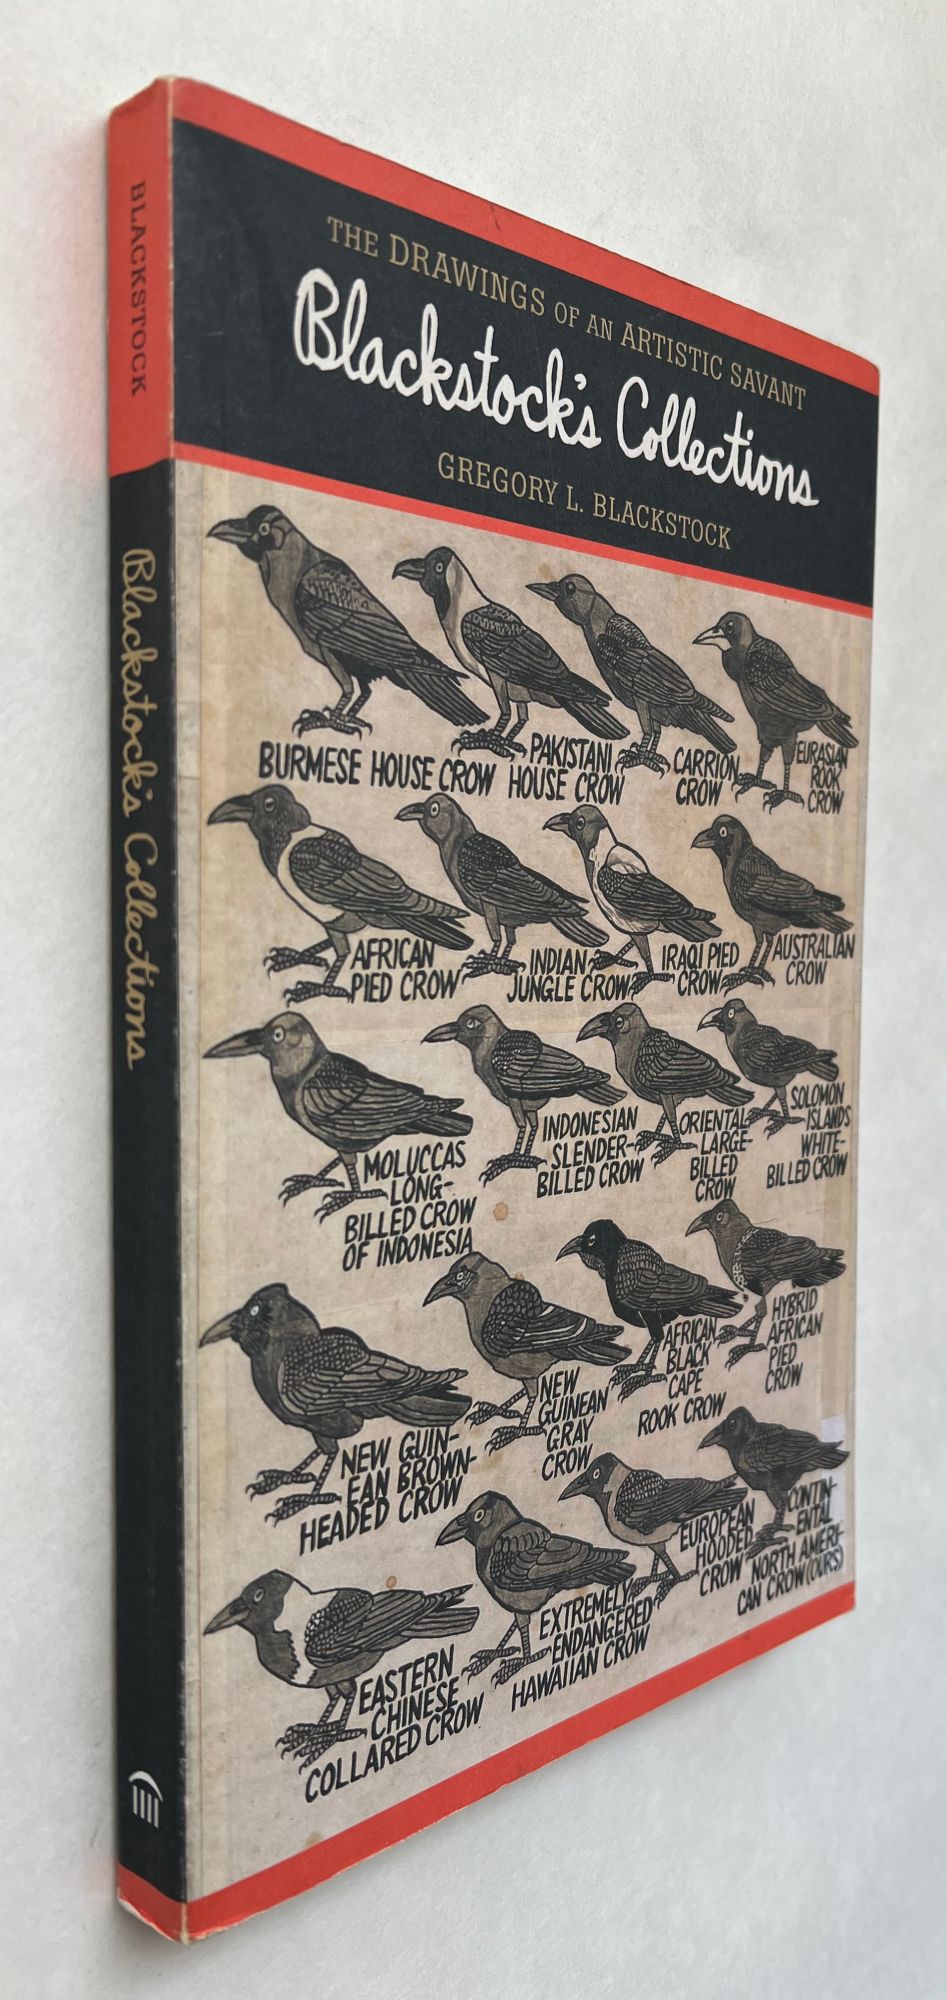 BLACKSTOCK
Blackstock's Collections
THE DRAWINGS OF AN ARTISTIC SAVANT
Blackstock's Collections
GREGORY L. BLACKSTOCK
BURMESE HOUSE CROW
PAKISTANI
HOUSE CROW
CARRION
CROW
EURASIAN
ROOK
CROW
AFRICAN
PIED CROW
INDIAN
JUNGLE CROW
IRAQI PIED
CROW
AUSTRALIAN
CROW
MOLUCCAS
LONG-
BILLED CROW
OF INDONESIA
INDONESIAN
SLENDER-
BILLED CROW
ORIENTAL
LARGE-
BILLED
CROW
SOLOMON
ISLANDS
WHITE-
BILLED CROW
NEW GUIN-
EAN BROWN-
HEADED CROW
NEW
GUINEAN
GRAY
CROW
AFRICAN
BLACK
CAPE
ROOK CROW
HYBRID
AFRICAN
PIED
CROW
EASTERN
CHINESE
COLLARED CROW
EXTREMELY
ENDANGERED
HAWAIIAN CROW
EUROPEAN
HOODED
CROW
CONTIN-
ENTAL
NORTH AMERI-
CAN CROW (OURS)